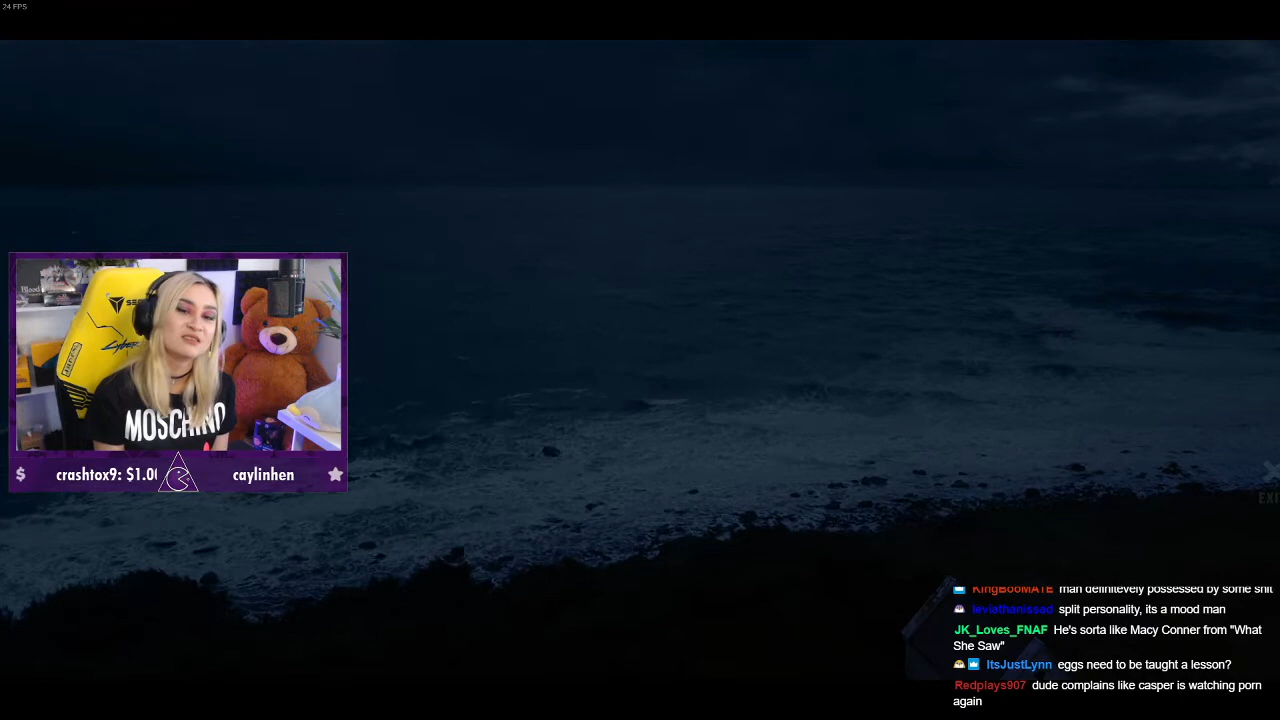 24 FPS
MOSCHINO
$ crashtox9: $1.0
caylinhen
KingBooMATE man definitevely possessed by some shit
leviathanissad split personality, its a mood man
JK_Loves_FNAF He's sorta like Macy Conner from "What
She Saw"
ItsJustLynn eggs need to be taught a lesson?
Redplays907 dude complains like casper is watching porn
again